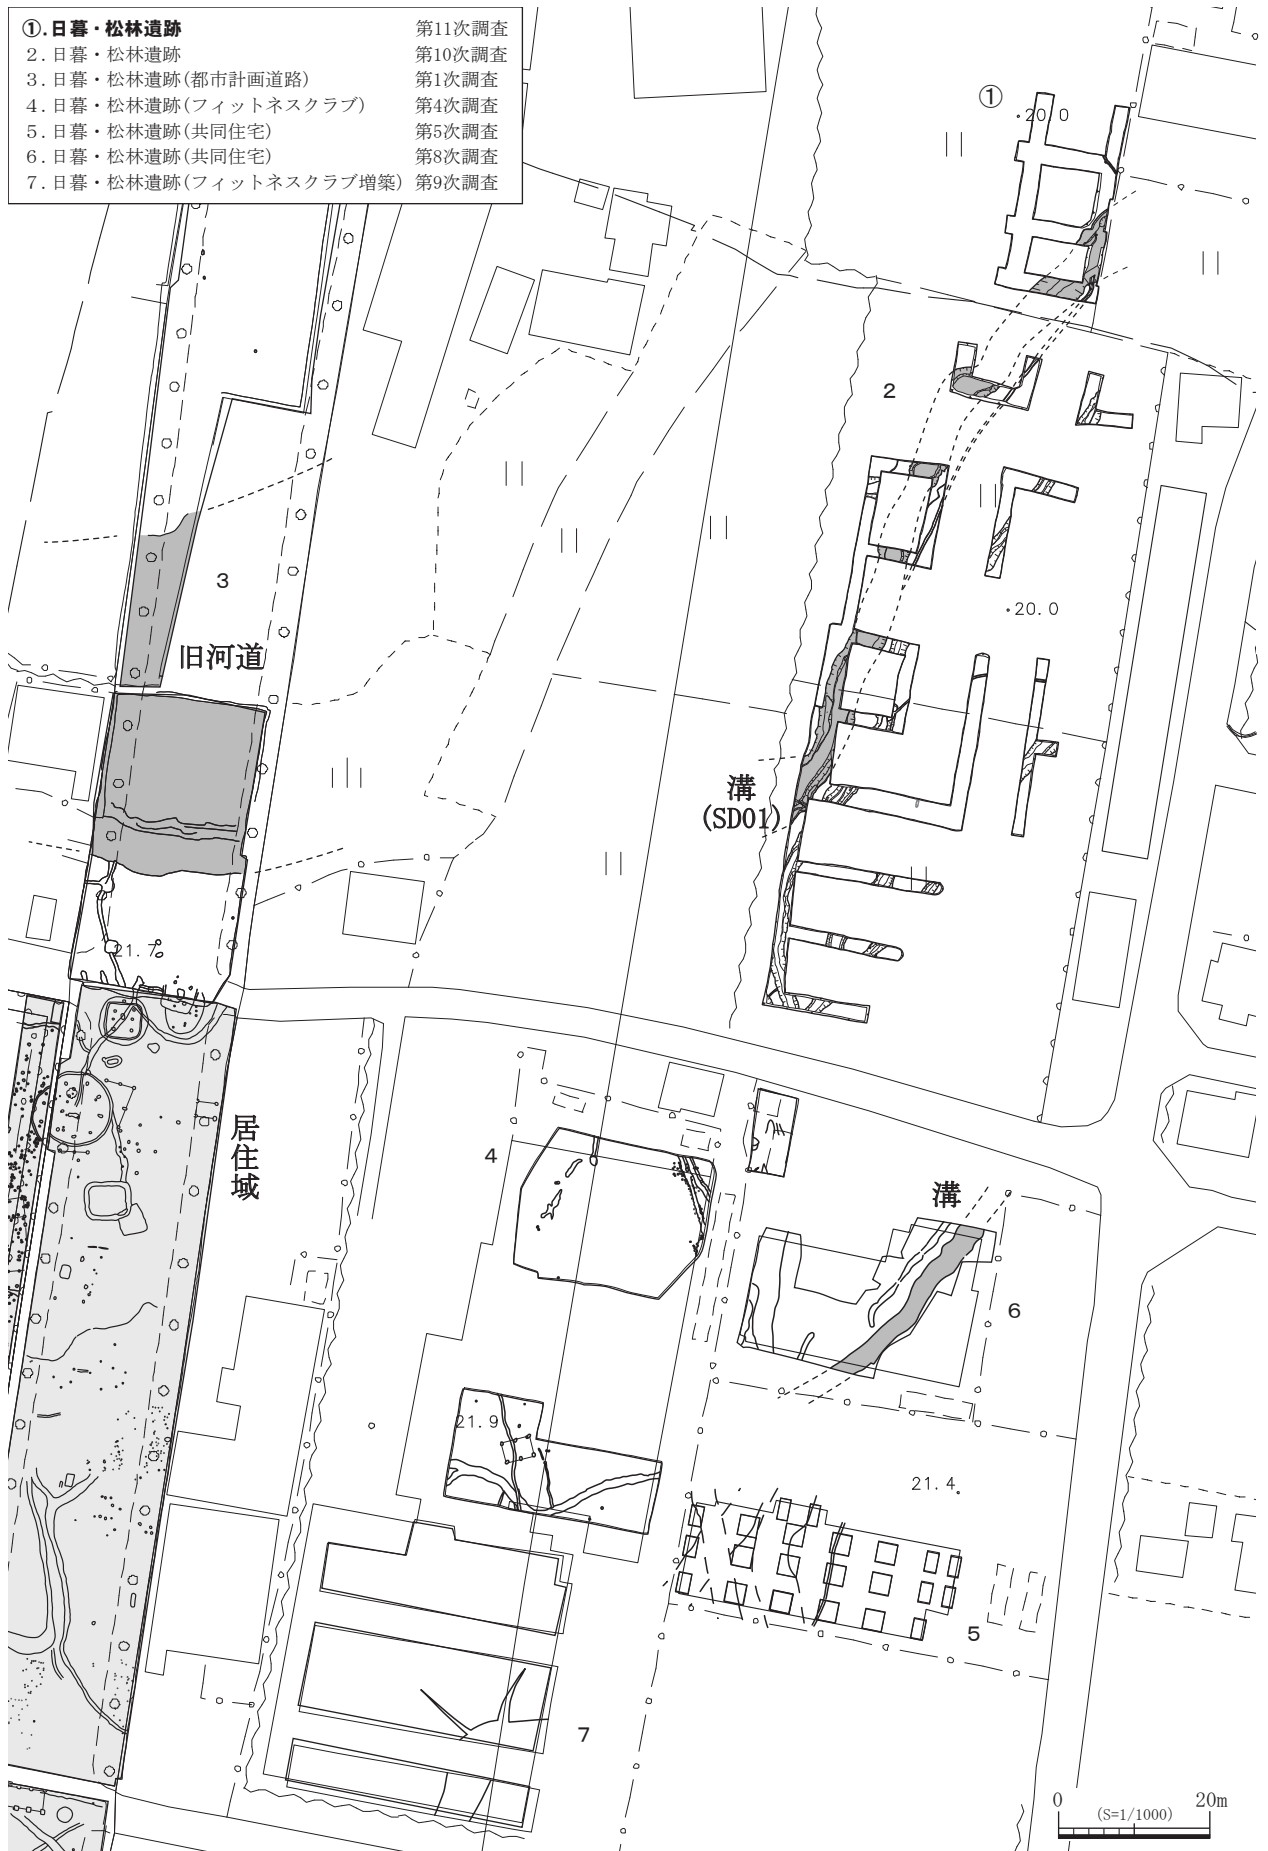 ①.日暮・松林遺跡 第11次調査
2.日暮・松林遺跡 第10次調査
3.日暮・松林遺跡(都市計画道路) 第1次調査
4.日暮・松林遺跡(フィットネスクラブ) 第4次調査
5.日暮・松林遺跡(共同住宅) 第5次調査
6.日暮・松林遺跡(共同住宅) 第8次調査
7.日暮・松林遺跡(フィットネスクラブ増築) 第9次調査
①
20.0
2
3
20.0
旧河道
溝
(SD01)
21.7
居住域
4
溝
6
21.9
21.4
5
7
0 20m
(S=1/1000)